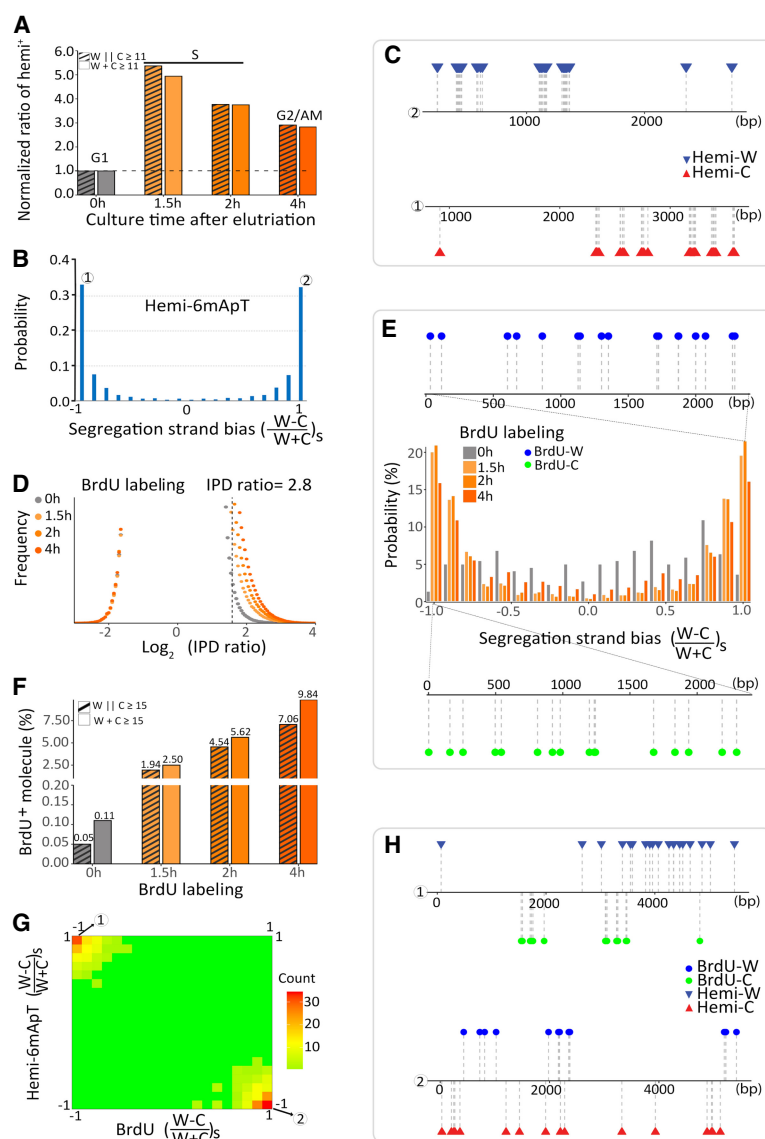 A
Normalized ratio of hemi⁺
6.0
5.0
4.0
3.0
2.0
1.0
0.0
W || C ≥ 11
W + C ≥ 11
S
G1
G2/AM
0h
1.5h
2h
4h
Culture time after elutriation
B
Probability
0.4
0.3
0.2
0.1
0
1
2
Hemi-6mApT
-1
0
1
Segregation strand bias (W-C/W+C)S
C
2
1000
2000
(bp)
Hemi-W
Hemi-C
1
1000
2000
3000
(bp)
D
0h
1.5h
2h
4h
BrdU labeling
IPD ratio= 2.8
Frequency
-2
0
2
4
Log₂ (IPD ratio)
E
0
500
1000
1500
2000
(bp)
BrdU labeling
0h
1.5h
2h
4h
BrdU-W
BrdU-C
Probability (%)
20
15
10
5
0
-1.0
-0.5
0.0
0.5
1.0
Segregation strand bias (W-C/W+C)S
0
500
1000
1500
2000
(bp)
F
BrdU⁺ molecule (%)
W || C ≥ 15
W + C ≥ 15
7.50
5.00
2.50
0.20
0.15
0.10
0.05
0.00
0.05
0.11
1.94
2.50
4.54
5.62
7.06
9.84
0h
1.5h
2h
4h
BrdU labeling
G
-1
1
1
1
Hemi-6mApT (W-C/W+C)S
Count
30
20
10
-1
-1
1
2
BrdU (W-C/W+C)S
H
1
0
2000
4000
(bp)
BrdU-W
BrdU-C
Hemi-W
Hemi-C
2
0
2000
4000
(bp)